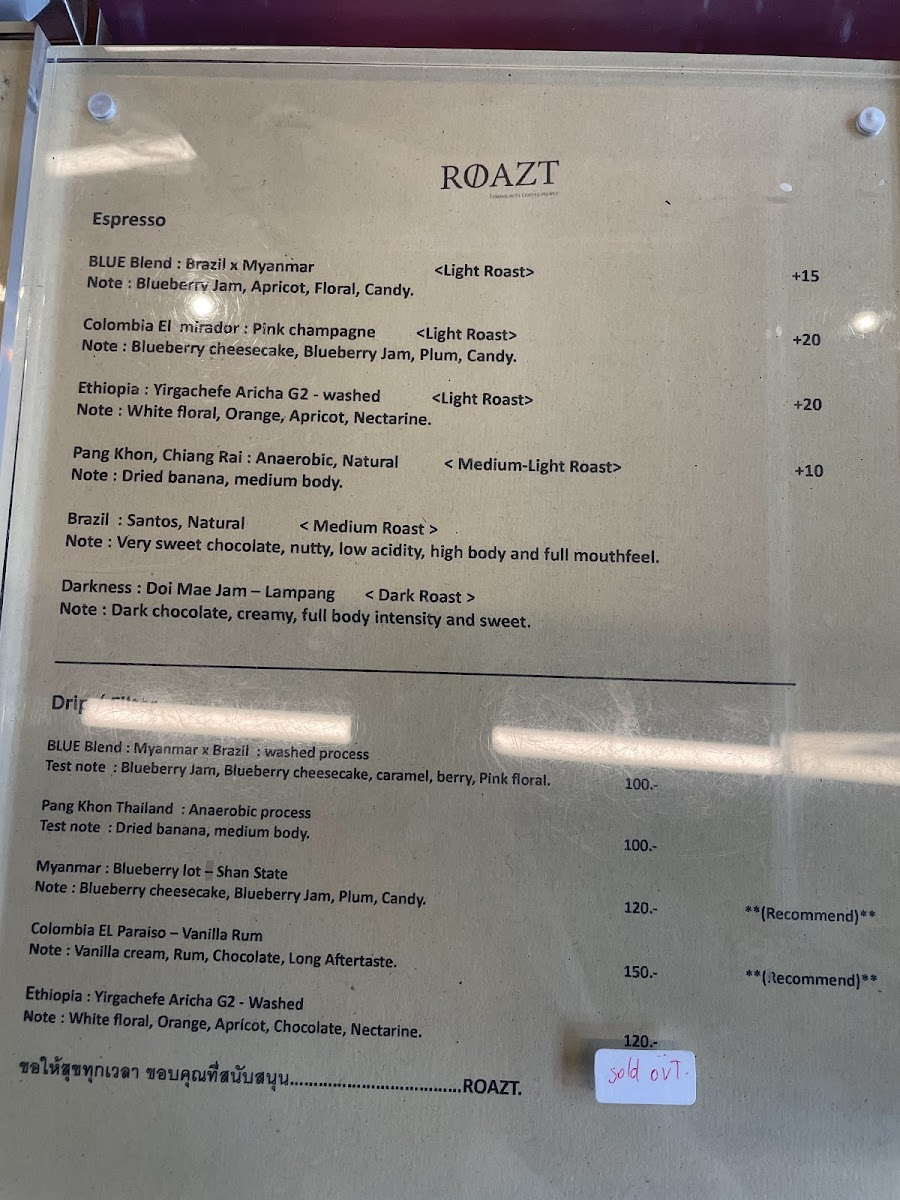 ROAZT
Espresso
BLUE Blend : Brazil x Myanmar <Light Roast> +15
Note : Blueberry Jam, Apricot, Floral, Candy.
Colombia El mirador : Pink champagne <Light Roast> +20
Note : Blueberry cheesecake, Blueberry Jam, Plum, Candy.
Ethiopia : Yirgachefe Aricha G2 - washed <Light Roast> +20
Note : White floral, Orange, Apricot, Nectarine.
Pang Khon, Chiang Rai : Anaerobic, Natural < Medium-Light Roast> +10
Note : Dried banana, medium body.
Brazil : Santos, Natural < Medium Roast >
Note : Very sweet chocolate, nutty, low acidity, high body and full mouthfeel.
Darkness : Doi Mae Jam – Lampang < Dark Roast >
Note : Dark chocolate, creamy, full body intensity and sweet.
Drip
BLUE Blend : Myanmar x Brazil : washed process
Test note : Blueberry Jam, Blueberry cheesecake, caramel, berry, Pink floral. 100.-
Pang Khon Thailand : Anaerobic process
Test note : Dried banana, medium body. 100.-
Myanmar : Blueberry lot – Shan State
Note : Blueberry cheesecake, Blueberry Jam, Plum, Candy. 120.- **(Recommend)**
Colombia EL Paraiso – Vanilla Rum
Note : Vanilla cream, Rum, Chocolate, Long Aftertaste. 150.- **(Recommend)**
Ethiopia : Yirgachefe Aricha G2 - Washed
Note : White floral, Orange, Apricot, Chocolate, Nectarine. 120.-
sold out.
ขอให้สุขทุกเวลา ขอบคุณที่สนับสนุน....................................ROAZT.